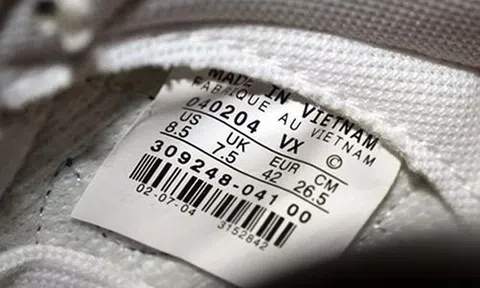 MADE IN VIETNAM
FABRIQUE AU VIETNAM
040204 VX ©
US UK EUR CM
8.5 7.5 42 26.5
309248-041 00
02-07-04 3152842